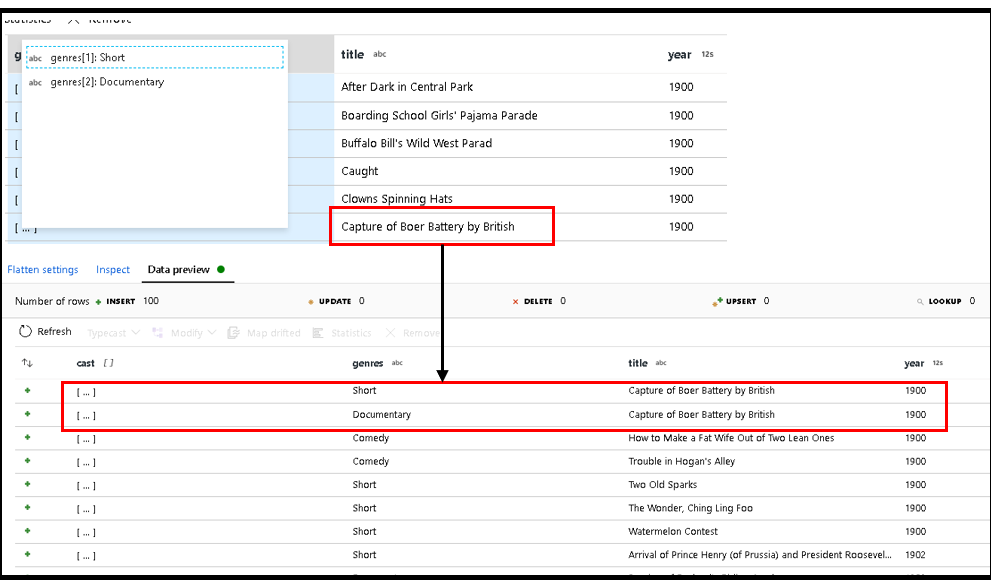 Statistics Remove
g title abc year 12s
abc genres[1]: Short
abc genres[2]: Documentary
[ After Dark in Central Park 1900
[ Boarding School Girls' Pajama Parade 1900
[ Buffalo Bill's Wild West Parad 1900
[ Caught 1900
[ Clowns Spinning Hats 1900
[ ... ] Capture of Boer Battery by British 1900
Flatten settings Inspect Data preview
Number of rows + INSERT 100 UPDATE 0 × DELETE 0 UPSERT 0 LOOKUP 0
Refresh Typecast Modify Map drifted Statistics Remove
↑↓ cast [ ] genres abc title abc year 12s
+ [ ... ] Short Capture of Boer Battery by British 1900
+ [ ... ] Documentary Capture of Boer Battery by British 1900
+ [ ... ] Comedy How to Make a Fat Wife Out of Two Lean Ones 1900
+ [ ... ] Comedy Trouble in Hogan's Alley 1900
+ [ ... ] Short Two Old Sparks 1900
+ [ ... ] Short The Wonder, Ching Ling Foo 1900
+ [ ... ] Short Watermelon Contest 1900
+ [ ... ] Short Arrival of Prince Henry (of Prussia) and President Roosevel... 1902